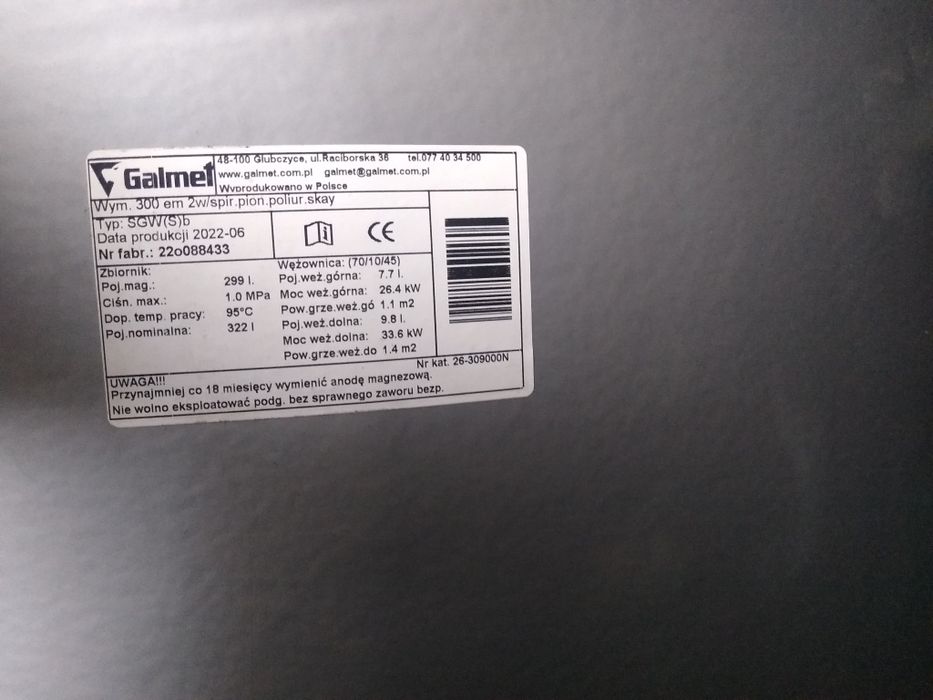 Galmet
48-100 Głubczyce, ul.Raciborska 36 tel.077 40 34 500
www.galmet.com.pl galmet@galmet.com.pl
Wyprodukowano w Polsce
Wym. 300 em 2w/spir.pion.poliur.skay
Typ: SGW(S)b
Data produkcji 2022-06
Nr fabr.: 22o088433
Zbiornik:
Poj.mag.: 299 l.
Ciśn. max.: 1.0 MPa
Dop. temp. pracy: 95°C
Poj.nominalna: 322 l
Wężownica: (70/10/45)
Poj.węż.górna: 7.7 l.
Moc węż.górna: 26.4 kW
Pow.grze.węż.gó 1.1 m2
Poj.węż.dolna: 9.8 l.
Moc węż.dolna: 33.6 kW
Pow.grze.węż.do 1.4 m2
Nr kat. 26-309000N
UWAGA!!!
Przynajmniej co 18 miesięcy wymienić anodę magnezową.
Nie wolno eksploatować podg. bez sprawnego zaworu bezp.